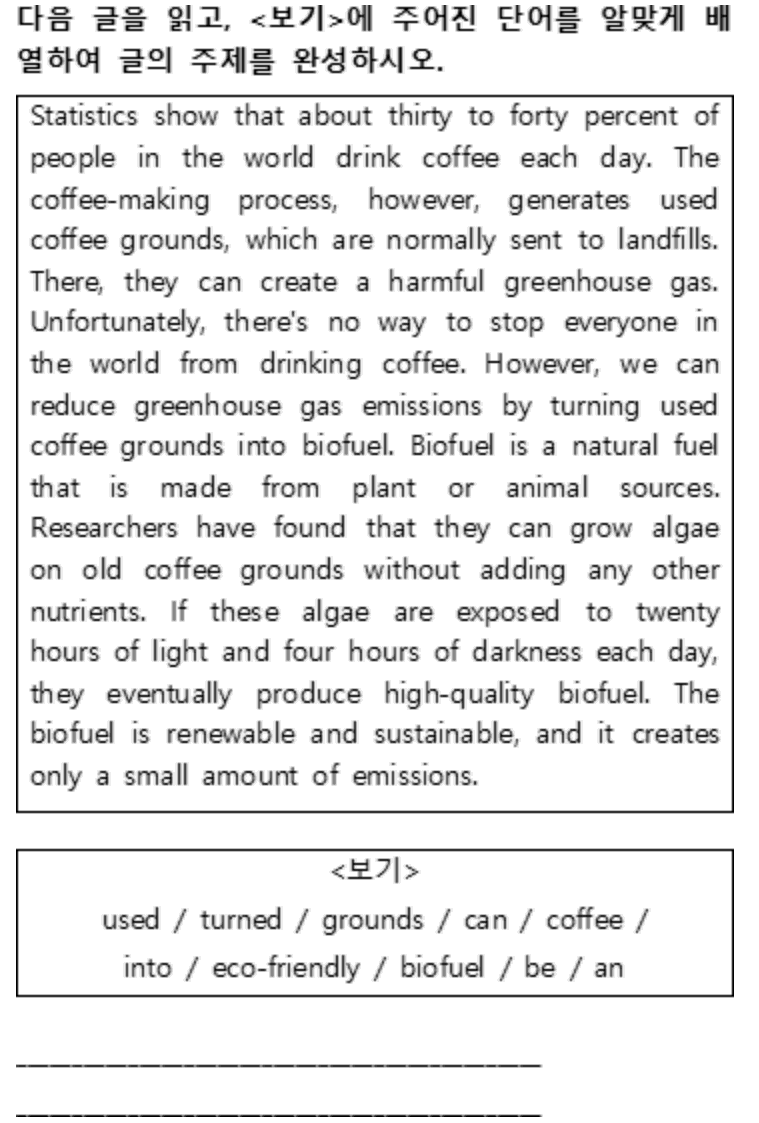 다음 글을 읽고, <보기>에 주어진 단어를 알맞게 배
열하여 글의 주제를 완성하시오.
Statistics show that about thirty to forty percent of
people in the world drink coffee each day. The
coffee-making process, however, generates used
coffee grounds, which are normally sent to landfills.
There, they can create a harmful greenhouse gas.
Unfortunately, there's no way to stop everyone in
the world from drinking coffee. However, we can
reduce greenhouse gas emissions by turning used
coffee grounds into biofuel. Biofuel is a natural fuel
that is made from plant or animal sources.
Researchers have found that they can grow algae
on old coffee grounds without adding any other
nutrients. If these algae are exposed to twenty
hours of light and four hours of darkness each day,
they eventually produce high-quality biofuel. The
biofuel is renewable and sustainable, and it creates
only a small amount of emissions.
<보기>
used / turned / grounds / can / coffee /
into / eco-friendly / biofuel / be / an